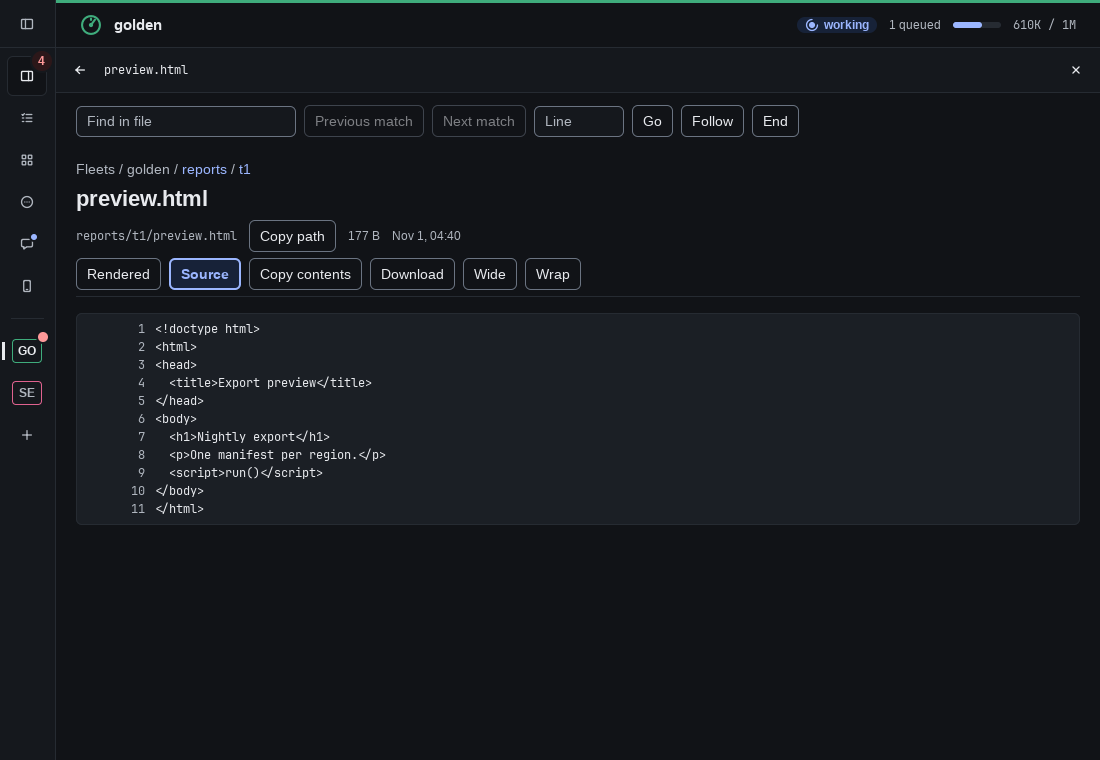 golden
working
1 queued
610K / 1M
4
preview.html
Find in file
Previous match
Next match
Line
Go
Follow
End
Fleets / golden / reports / t1
preview.html
reports/t1/preview.html
Copy path
177 B
Nov 1, 04:40
Rendered
Source
Copy contents
Download
Wide
Wrap
GO
SE
1 <!doctype html>
2 <html>
3 <head>
4   <title>Export preview</title>
5 </head>
6 <body>
7   <h1>Nightly export</h1>
8   <p>One manifest per region.</p>
9   <script>run()</script>
10 </body>
11 </html>